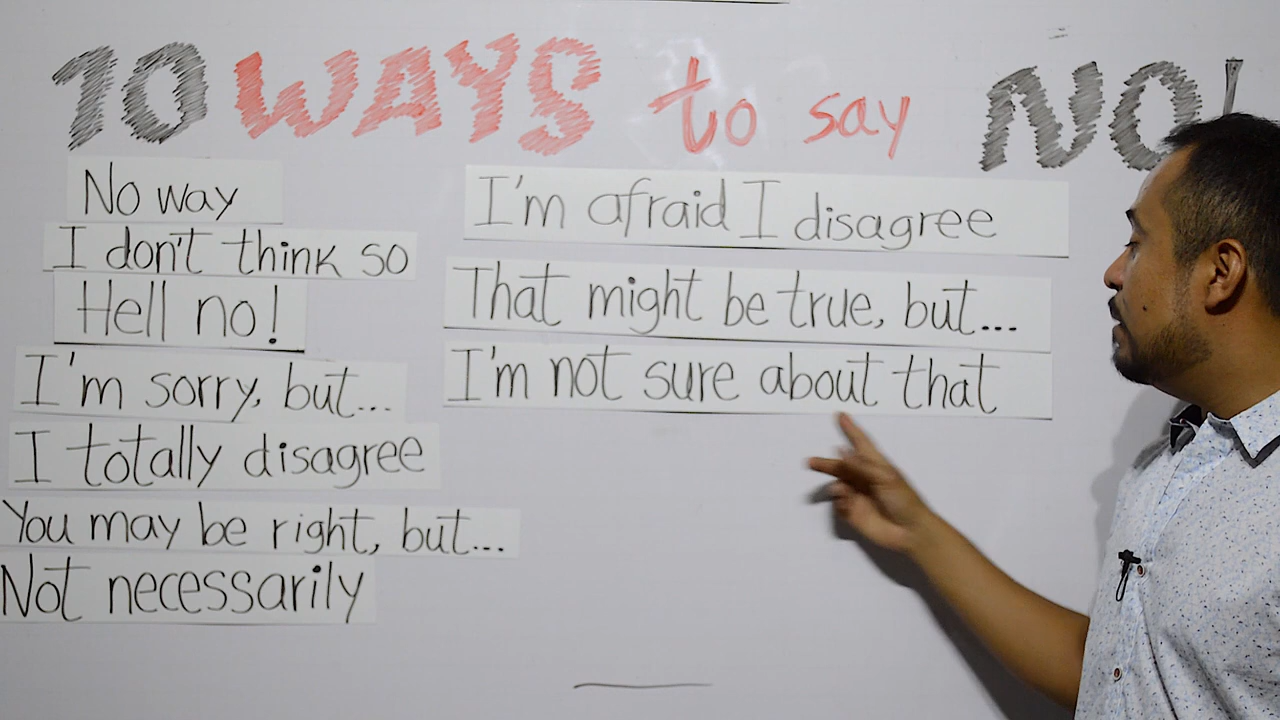 10 WAYS to say NO!
No way
I don't think so
Hell no!
I'm sorry, but...
I totally disagree
You may be right, but...
Not necessarily
I'm afraid I disagree
That might be true, but...
I'm not sure about that